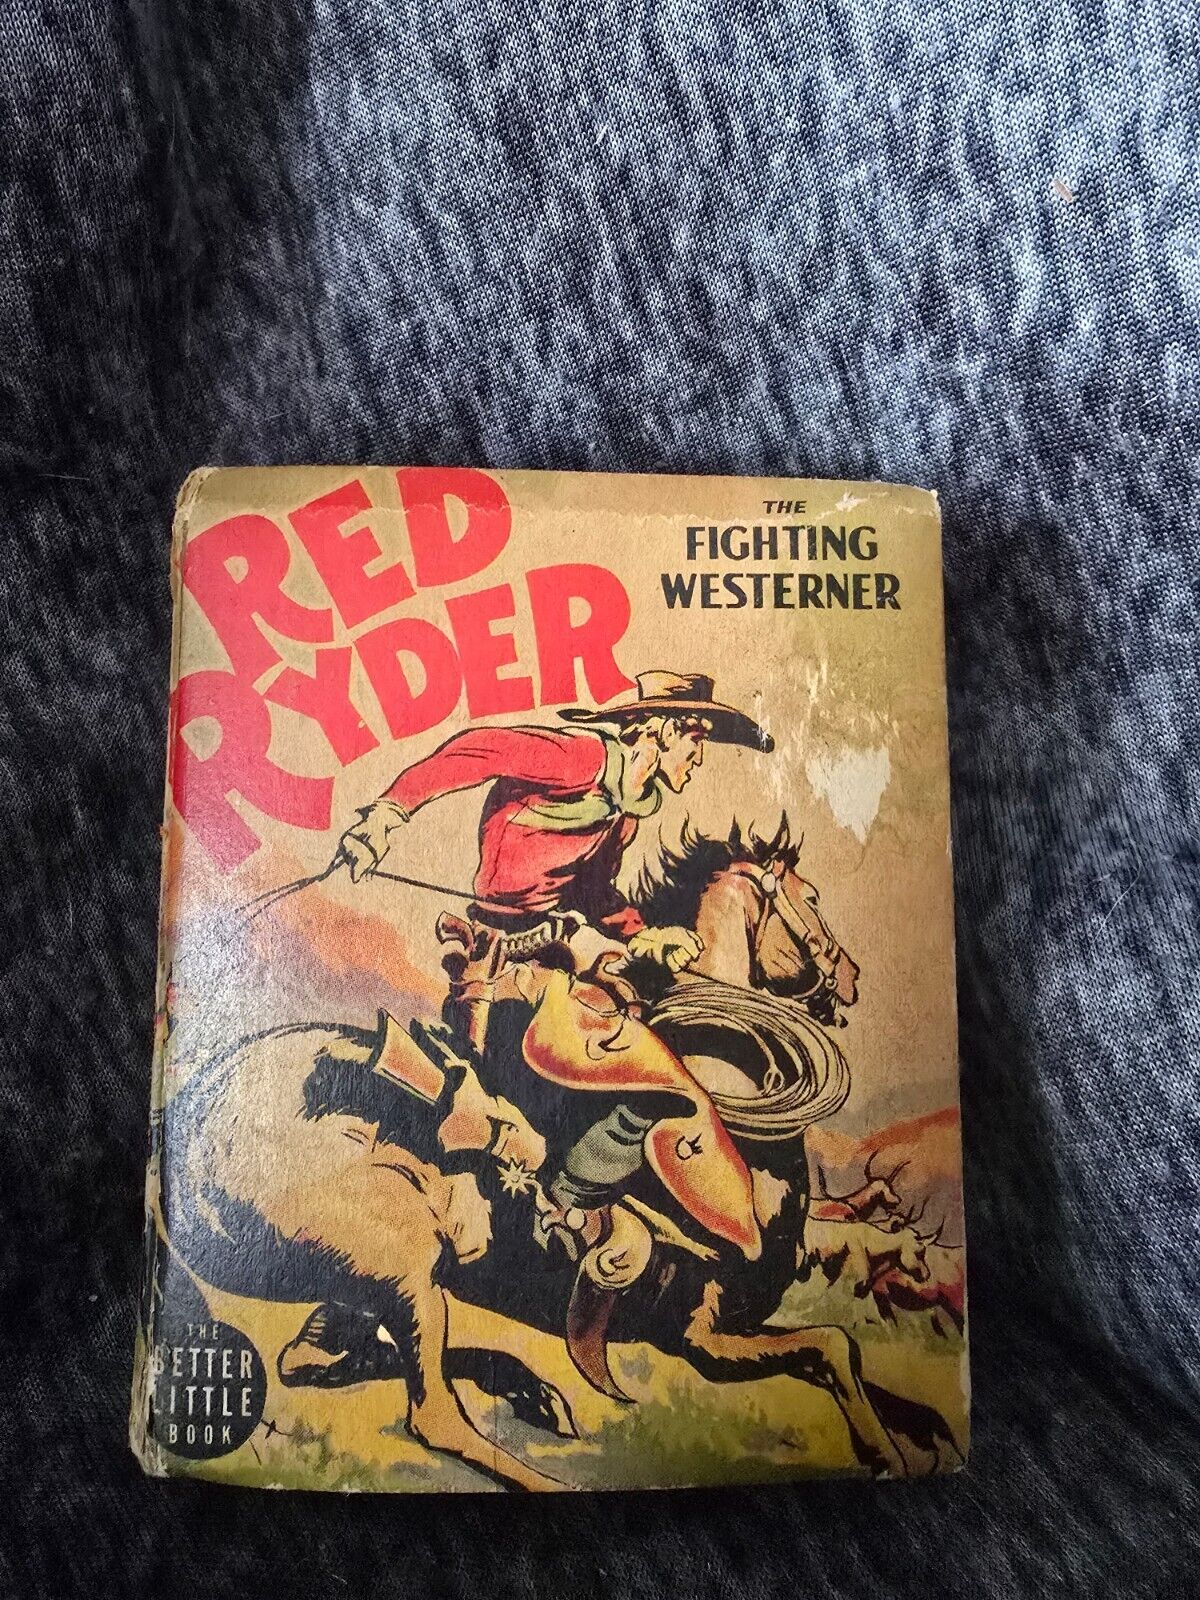 RED
RYDER
THE
FIGHTING
WESTERNER
THE
BETTER
LITTLE
BOOK